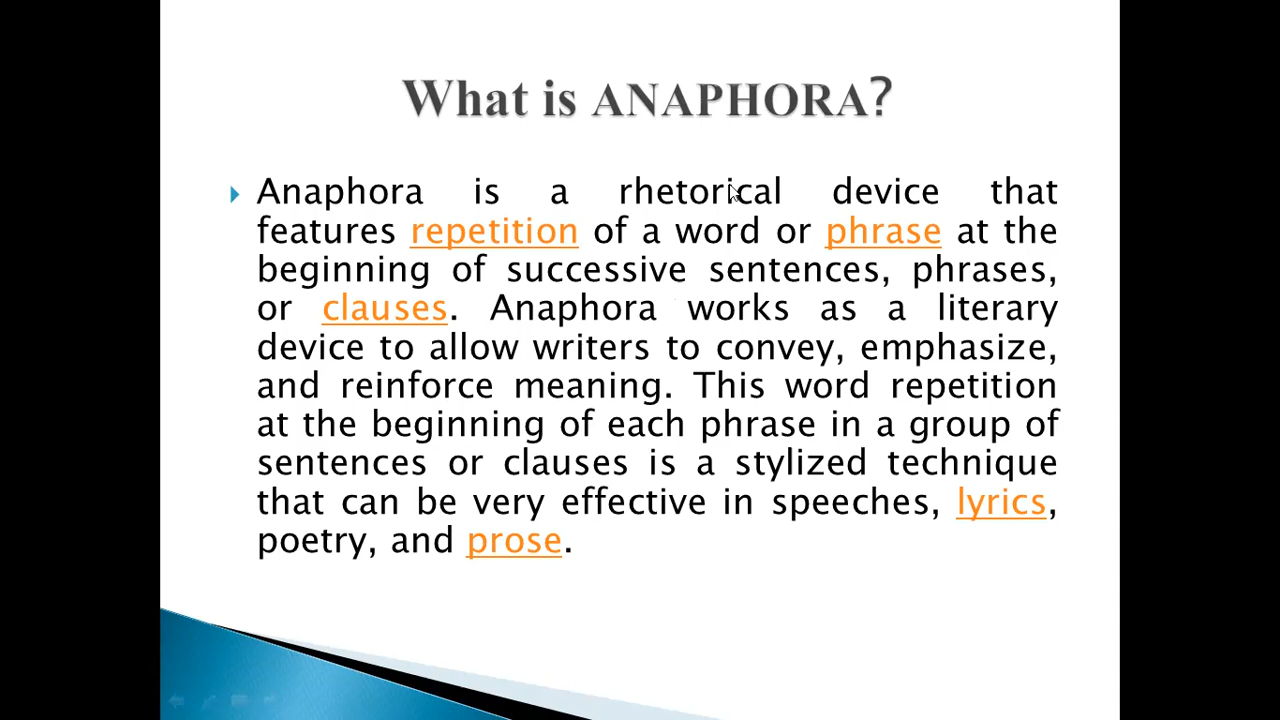 What is ANAPHORA?
Anaphora is a rhetorical device that
features repetition of a word or phrase at the
beginning of successive sentences, phrases,
or clauses. Anaphora works as a literary
device to allow writers to convey, emphasize,
and reinforce meaning. This word repetition
at the beginning of each phrase in a group of
sentences or clauses is a stylized technique
that can be very effective in speeches, lyrics,
poetry, and prose.